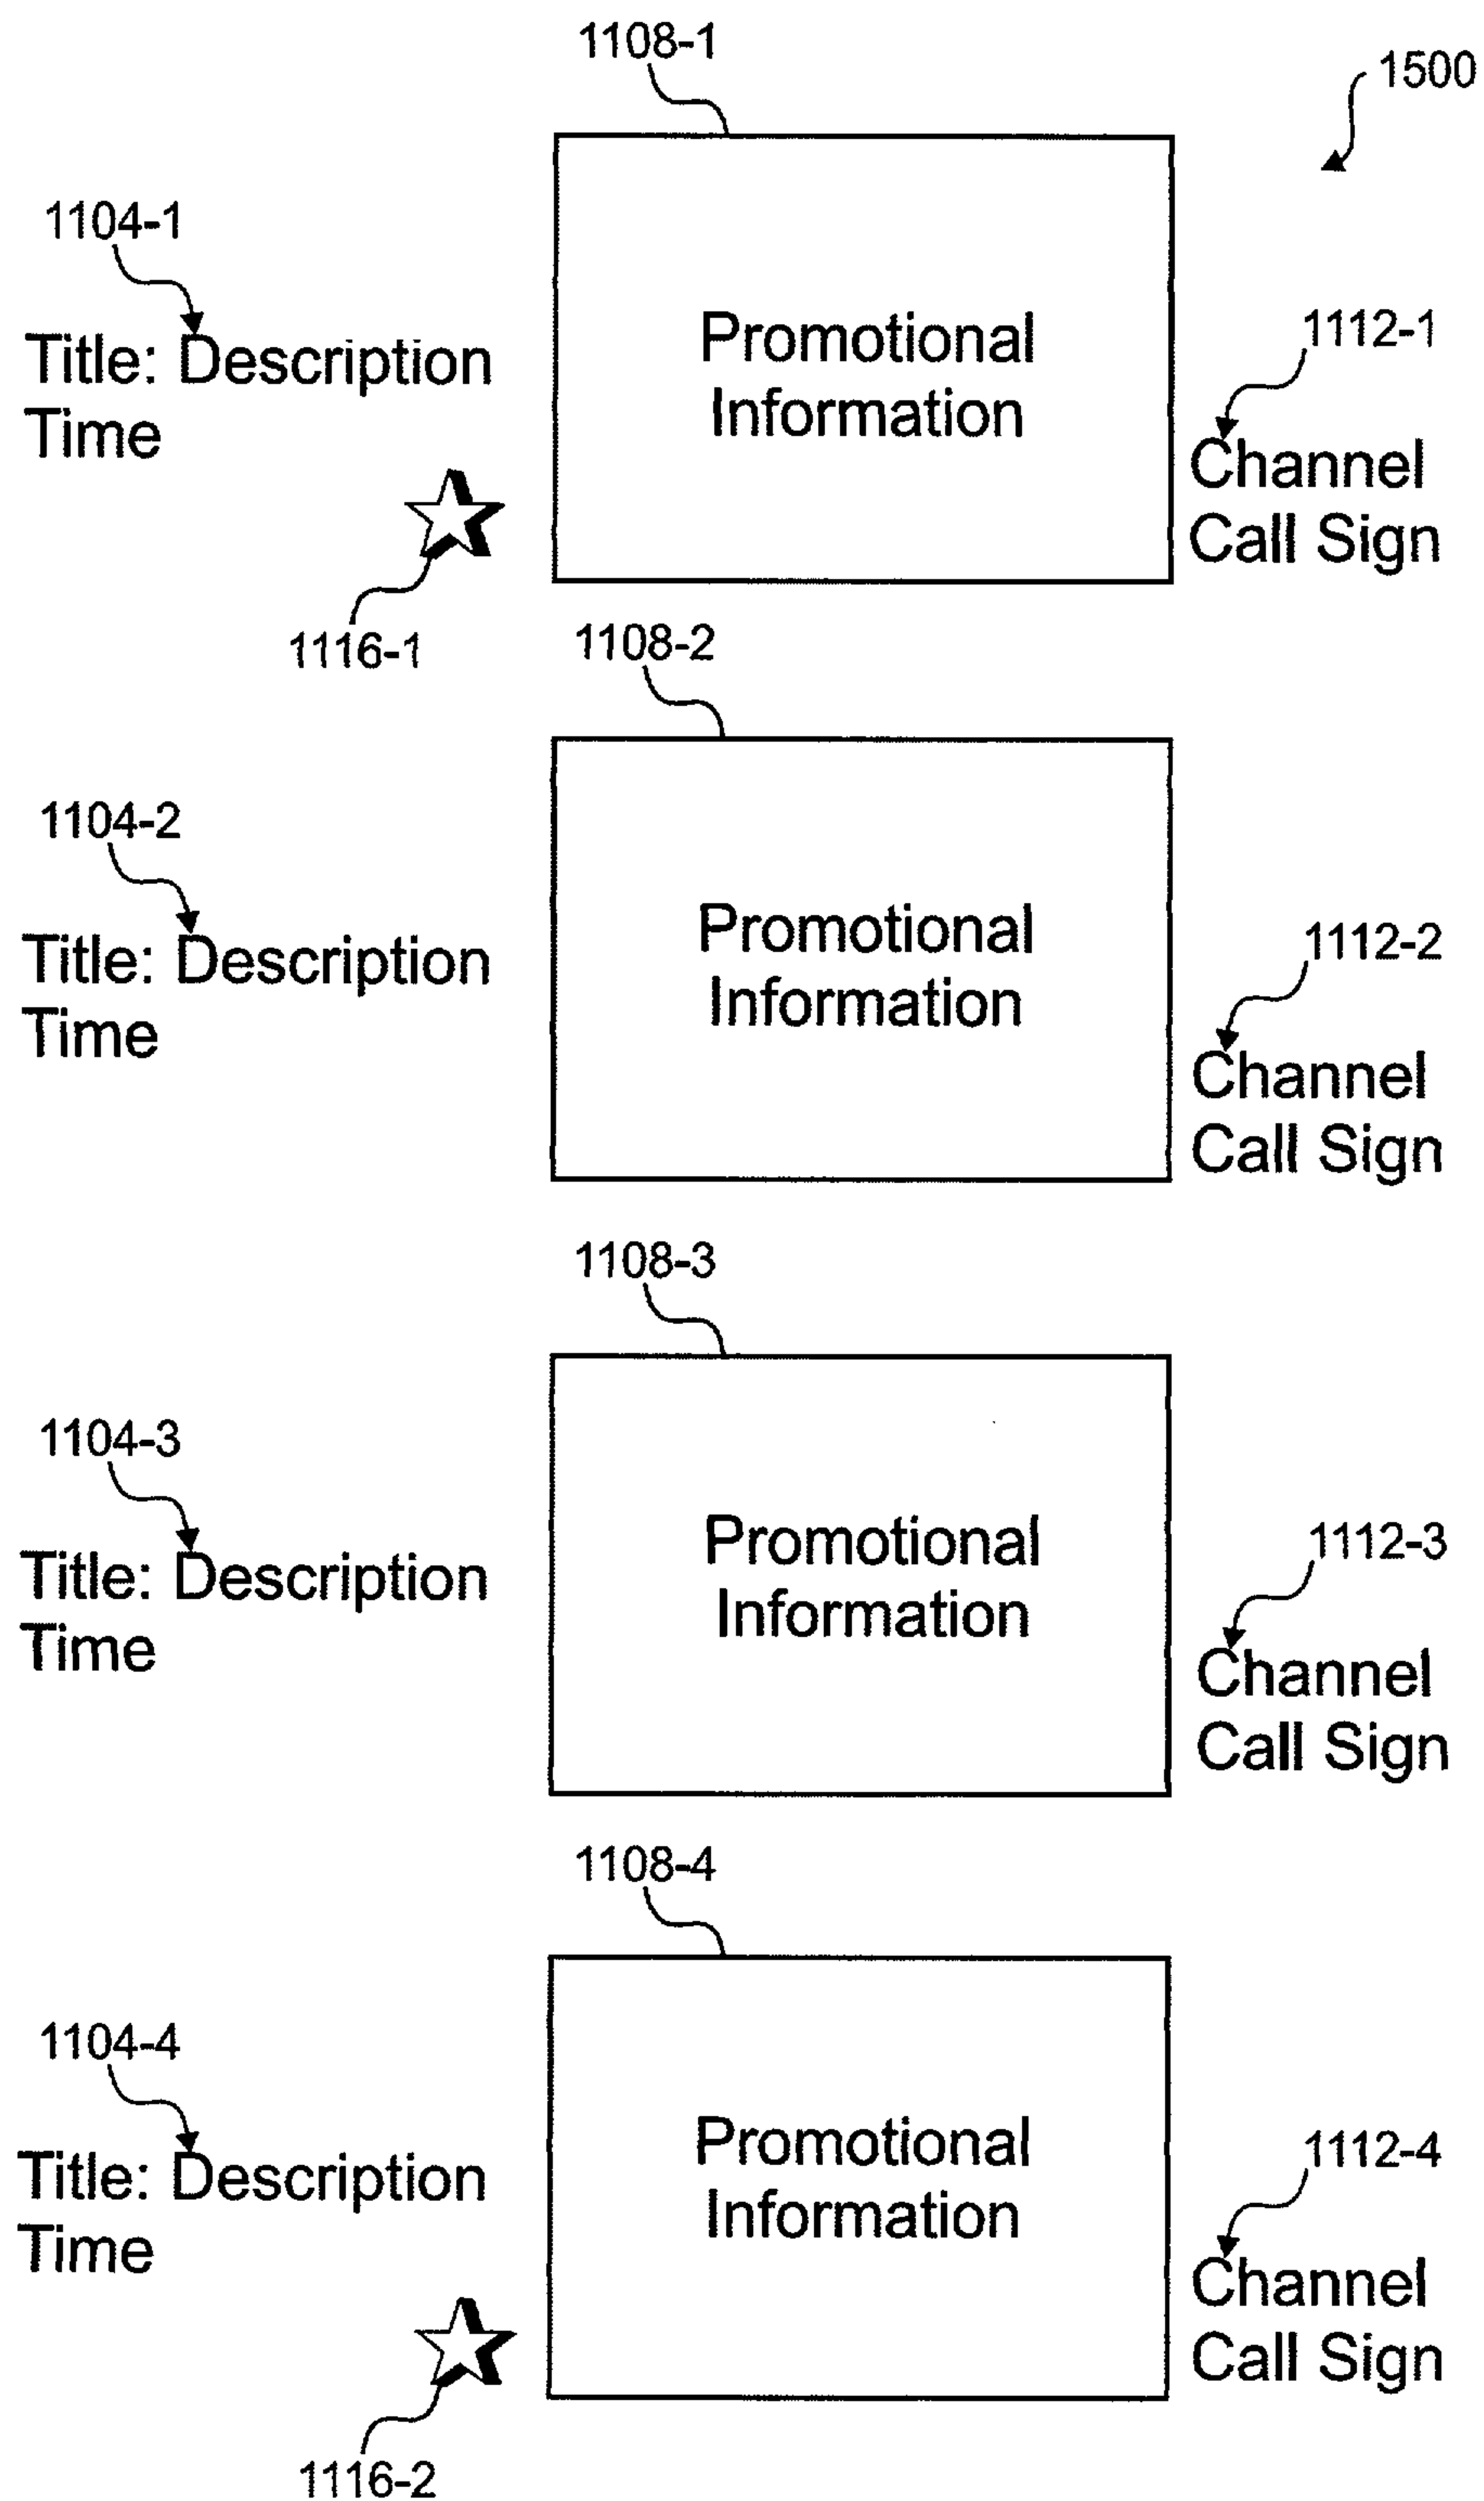 1108-1
1500
1104-1
Title: Description
Time
Promotional
Information
1112-1
Channel
Call Sign
1116-1
1108-2
1104-2
Title: Description
Time
Promotional
Information
1112-2
Channel
Call Sign
1108-3
1104-3
Title: Description
Time
Promotional
Information
1112-3
Channel
Call Sign
1108-4
1104-4
Title: Description
Time
Promotional
Information
1112-4
Channel
Call Sign
1116-2